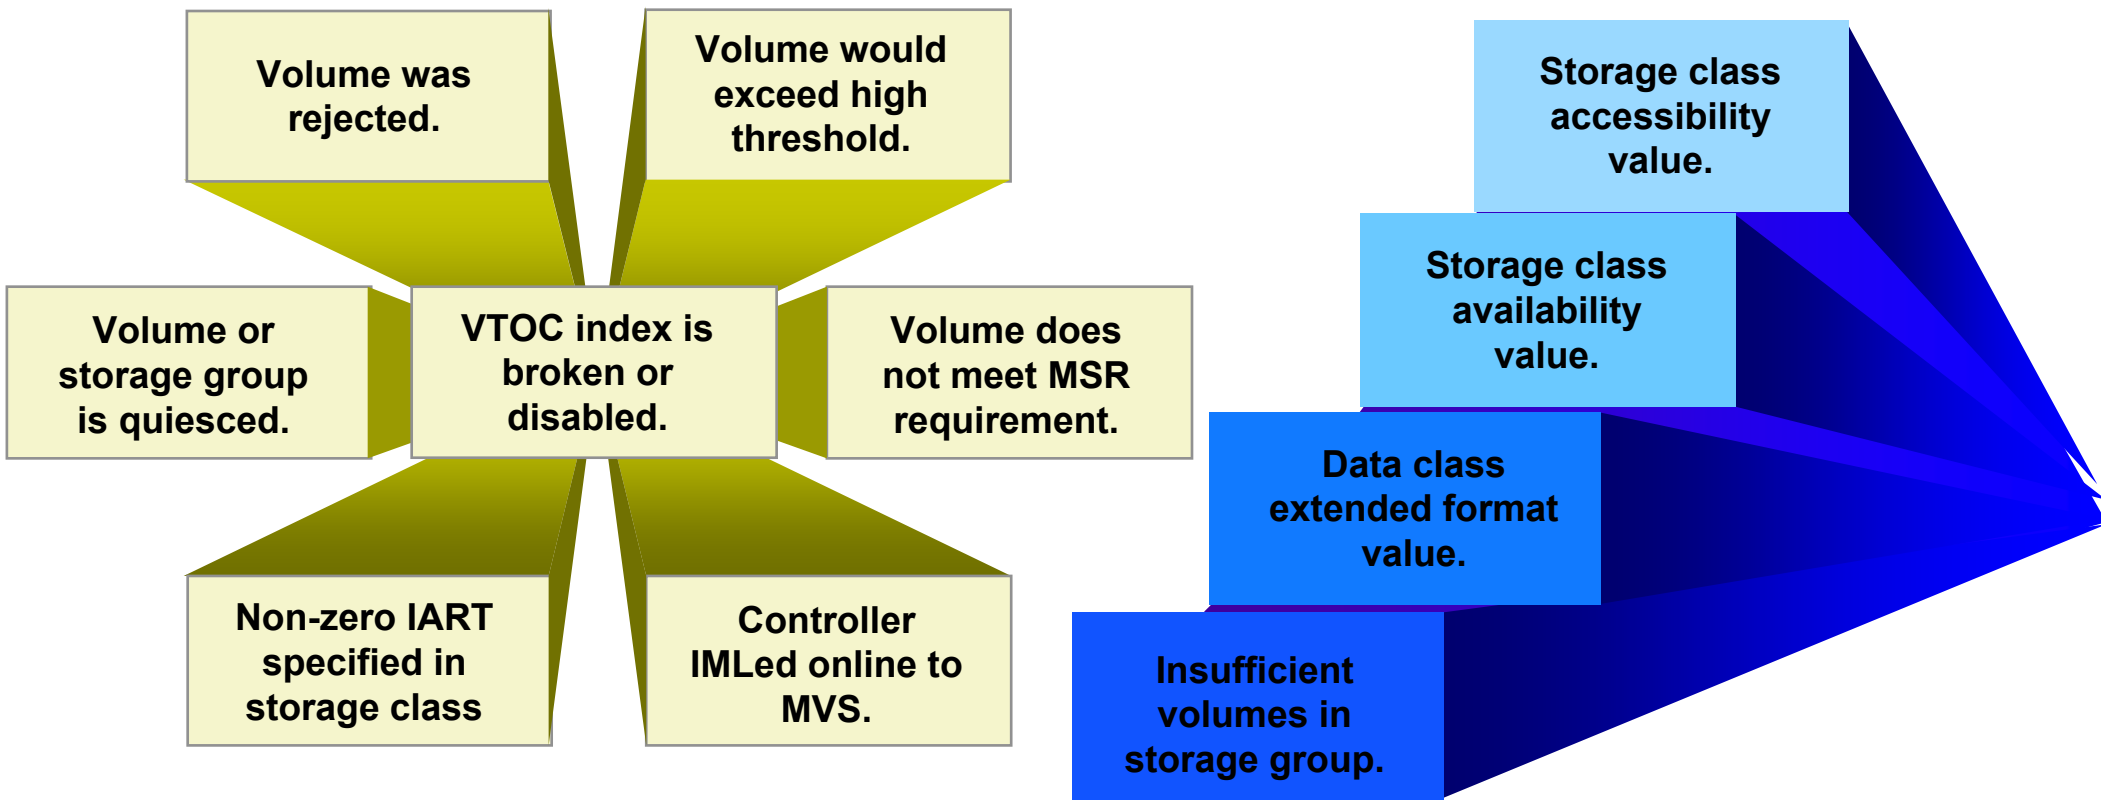 Volume was
rejected.
Volume would
exceed high
threshold.
Volume or
storage group
is quiesced.
VTOC index is
broken or
disabled.
Volume does
not meet MSR
requirement.
Non-zero IART
specified in
storage class
Controller
IMLed online to
MVS.
Storage class
accessibility
value.
Storage class
availability
value.
Data class
extended format
value.
Insufficient
volumes in
storage group.